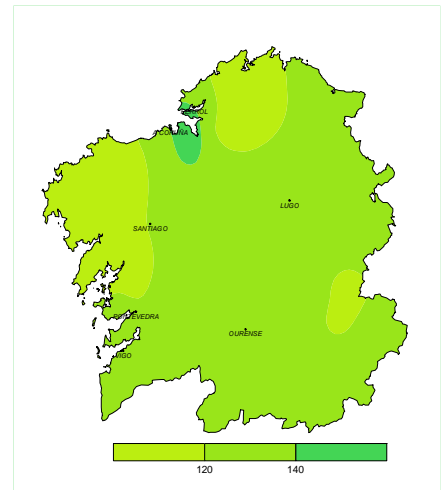 FERROL
A CORUÑA
LUGO
SANTIAGO
PONTEVEDRA
OURENSE
VIGO
120 140